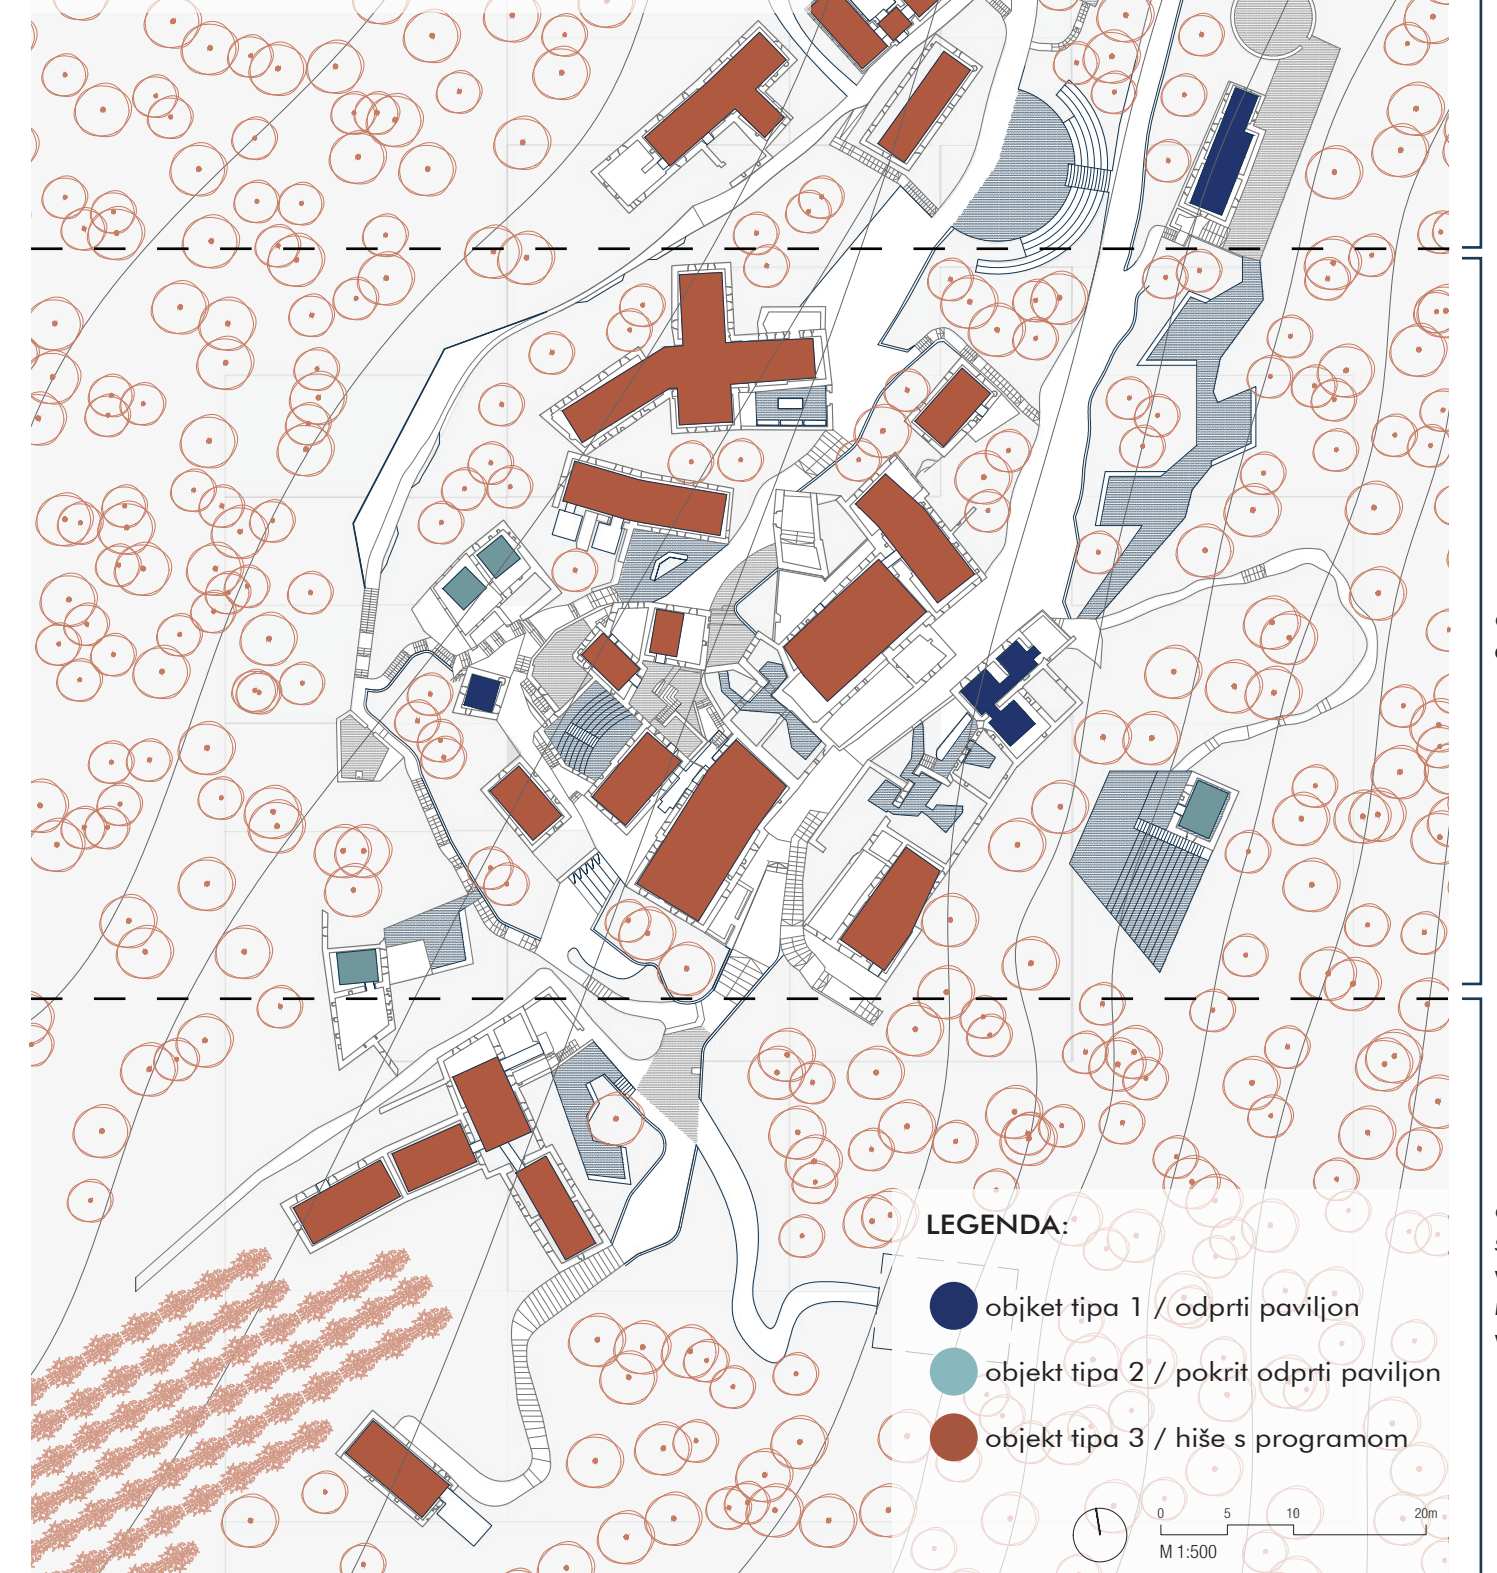 LEGENDA:
objket tipa 1 / odprti paviljon
objekt tipa 2 / pokrit odprti paviljon
objekt tipa 3 / hiše s programom
0 5 10 20m
M 1:500